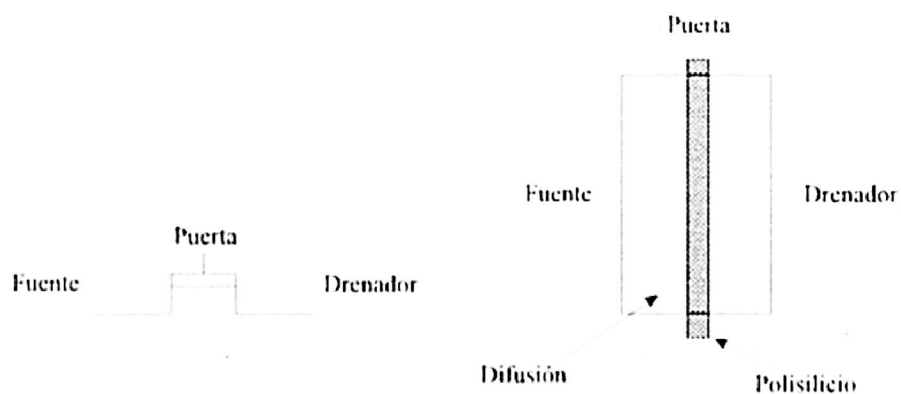 Puerta
Fuente
Drenador
Puerta
Fuente
Drenador
Difusión
Polisilicio